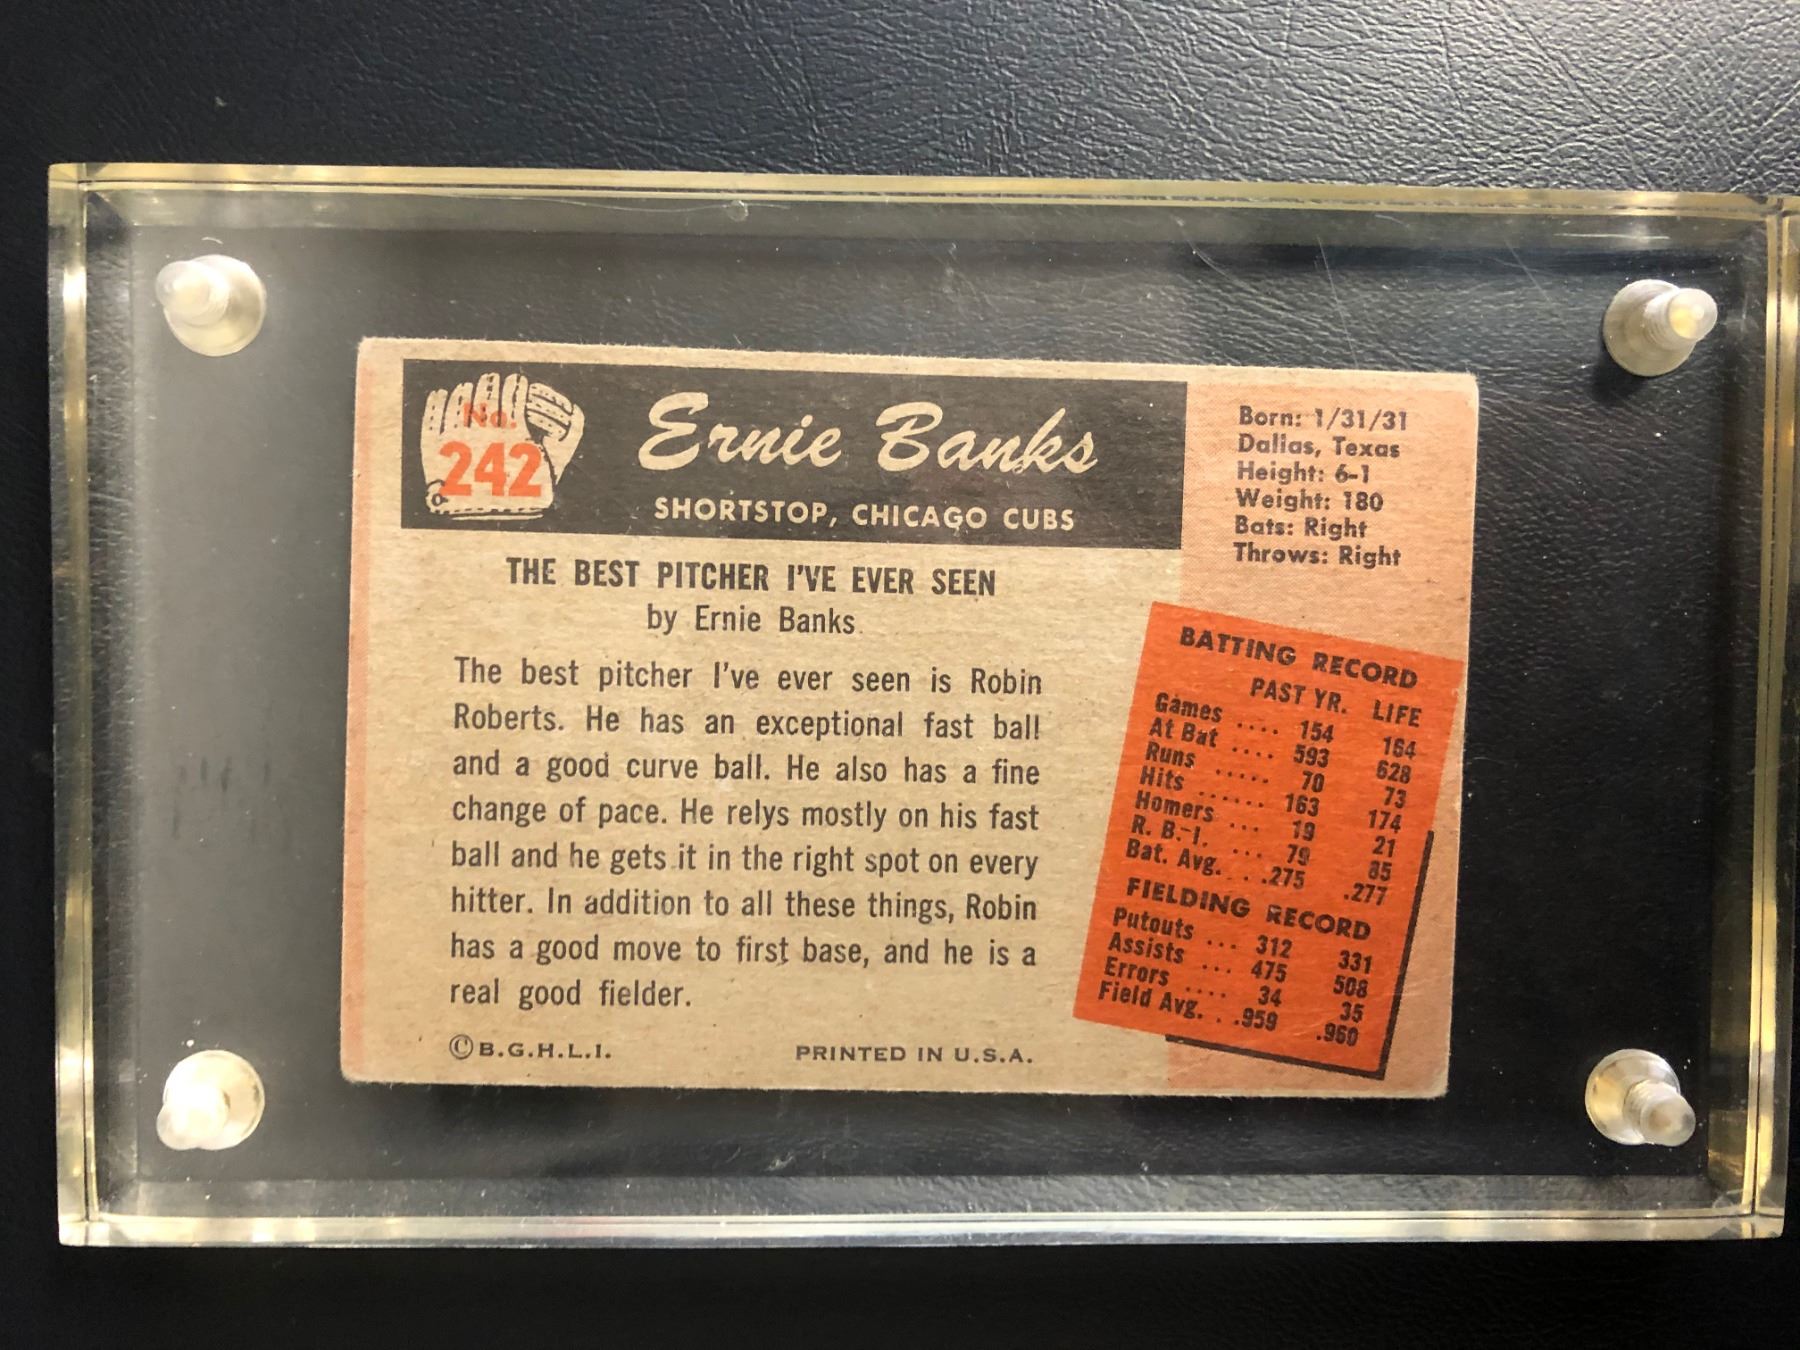 No.
242
Ernie Banks
SHORTSTOP, CHICAGO CUBS
Born: 1/31/31
Dallas, Texas
Height: 6-1
Weight: 180
Bats: Right
Throws: Right
THE BEST PITCHER I'VE EVER SEEN
by Ernie Banks
The best pitcher I've ever seen is Robin
Roberts. He has an exceptional fast ball
and a good curve ball. He also has a fine
change of pace. He relys mostly on his fast
ball and he gets it in the right spot on every
hitter. In addition to all these things, Robin
has a good move to first base, and he is a
real good fielder.
© B.G.H.L.I. PRINTED IN U.S.A.
BATTING RECORD
PAST YR. LIFE
Games .... 154 164
At Bat .... 593 628
Runs ..... 70 73
Hits ...... 163 174
Homers ... 19 21
R. B.-I. ... 79 85
Bat. Avg. . .275 .277
FIELDING RECORD
Putouts ... 312 331
Assists ... 475 508
Errors .... 34 35
Field Avg. . .959 .960